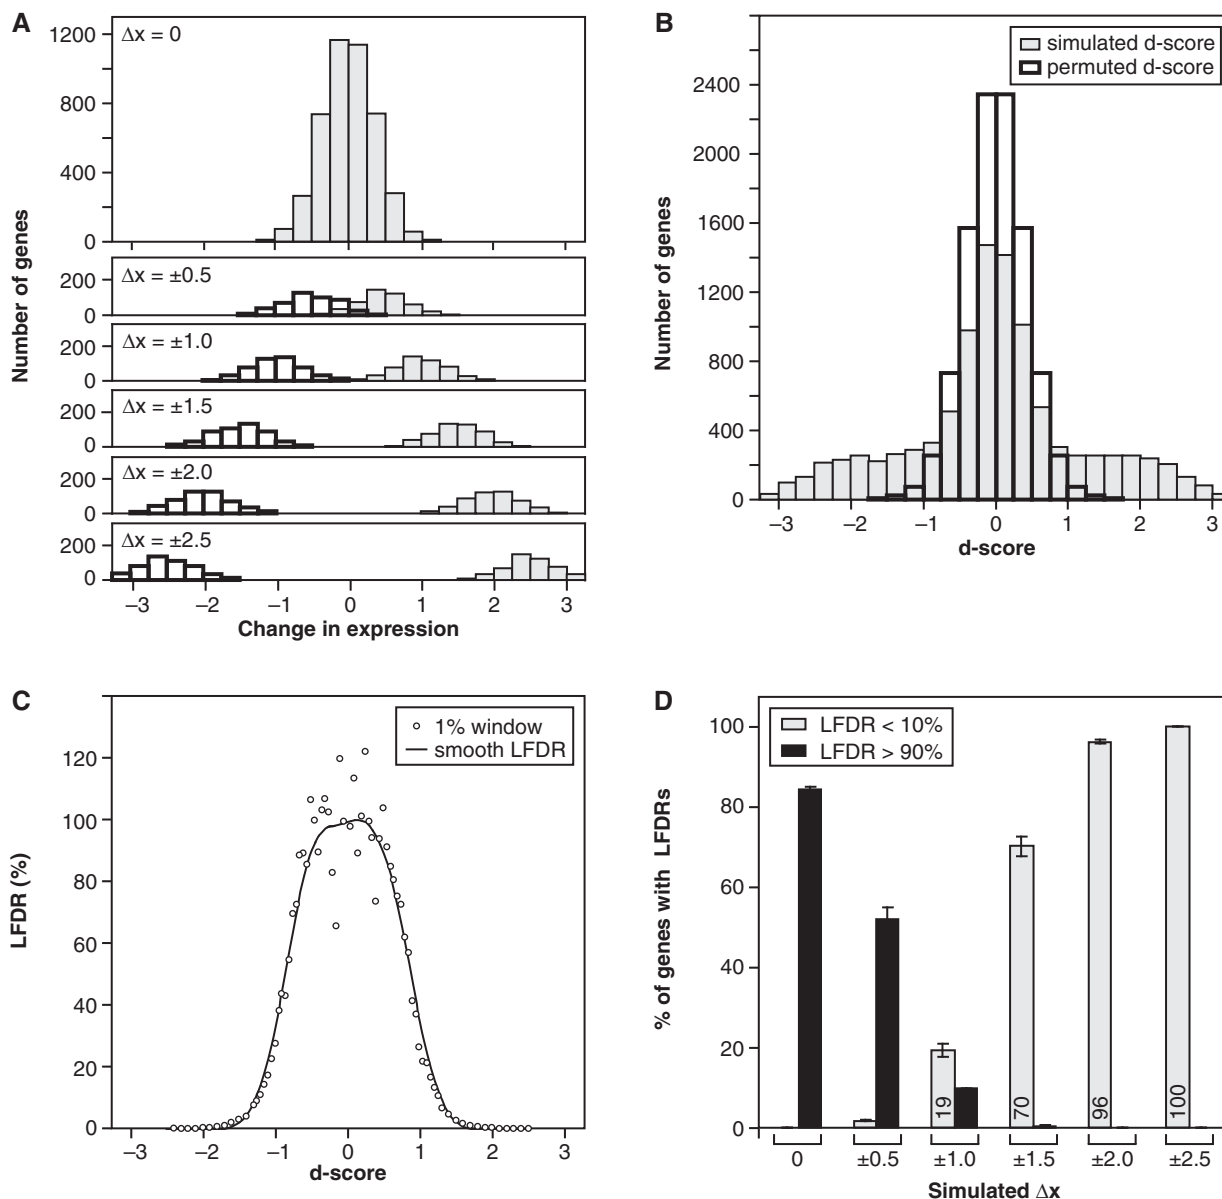 A
Δx = 0
1200
800
400
0
Number of genes
Δx = ±0.5
200
0
Δx = ±1.0
200
0
Δx = ±1.5
200
0
Δx = ±2.0
200
0
Δx = ±2.5
200
0
–3 –2 –1 0 1 2 3
Change in expression
B
simulated d-score
permuted d-score
2400
2000
1600
1200
800
400
0
Number of genes
–3 –2 –1 0 1 2 3
d-score
C
1% window
smooth LFDR
120
100
80
60
40
20
0
LFDR (%)
–3 –2 –1 0 1 2 3
d-score
D
LFDR < 10%
LFDR > 90%
100
80
60
40
20
0
% of genes with LFDRs
19 70 96 100
0 ±0.5 ±1.0 ±1.5 ±2.0 ±2.5
Simulated Δx